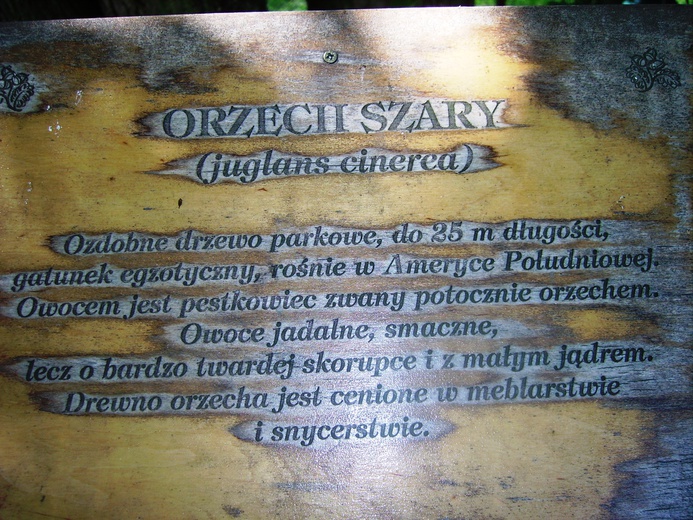 ORZECH SZARY
(juglans cinerea)
Ozdobne drzewo parkowe, do 25 m długości,
gatunek egzotyczny, rośnie w Ameryce Południowej.
Owocem jest pestkowiec zwany potocznie orzechem.
Owoce jadalne, smaczne,
lecz o bardzo twardej skorupce i z małym jądrem.
Drewno orzecha jest cenione w meblarstwie
i snycerstwie.